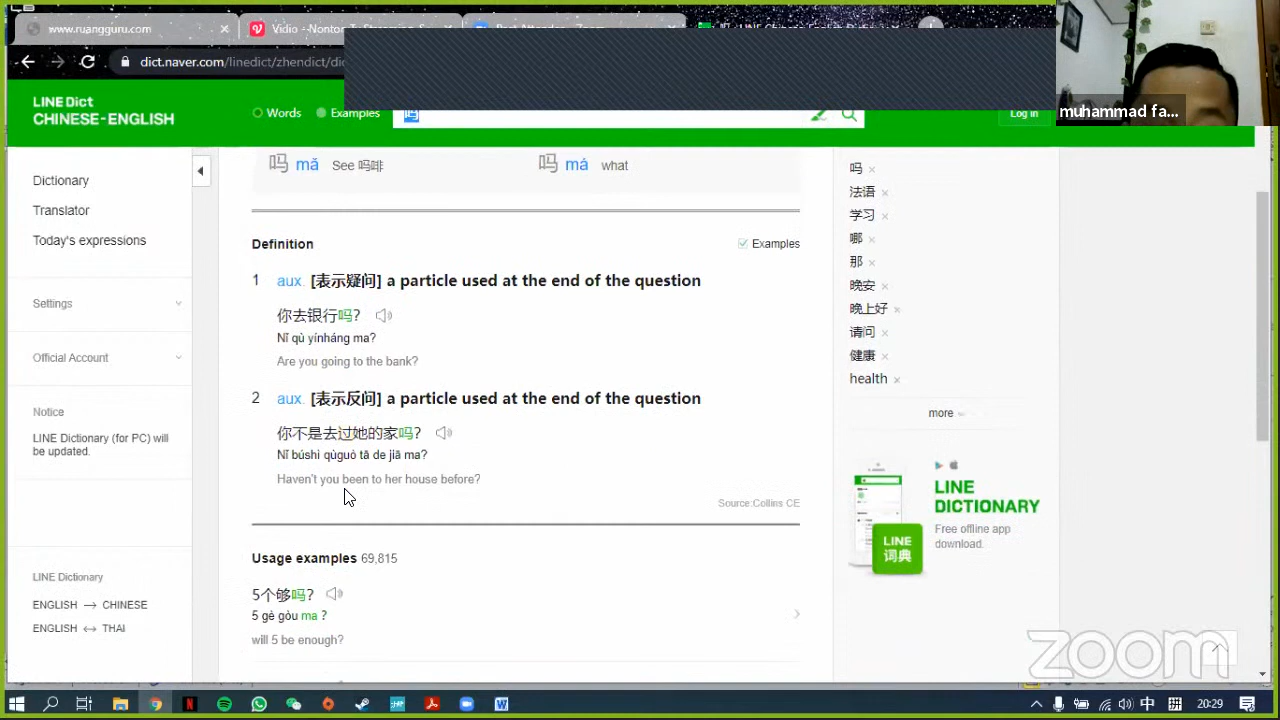 www.ruangguru.com
Vidio - Nonton
dict.naver.com/linedict/zhendict/dic
muhammad fa...
LINE Dict
CHINESE-ENGLISH
Words
Examples
吗
Log in
Dictionary
Translator
Today's expressions
Settings
Official Account
Notice
LINE Dictionary (for PC) will
be updated.
LINE Dictionary
ENGLISH → CHINESE
ENGLISH ↔ THAI
吗 mǎ See 吗啡
吗 má what
Definition
Examples
1 aux. [表示疑问] a particle used at the end of the question
你去银行吗?
Nǐ qù yínháng ma?
Are you going to the bank?
2 aux. [表示反问] a particle used at the end of the question
你不是去过她的家吗?
Nǐ búshì qùguò tā de jiā ma?
Haven't you been to her house before?
Source:Collins CE
Usage examples 69,815
5个够吗?
5 gè gòu ma ?
will 5 be enough?
吗
法语
学习
哪
那
晚安
晚上好
请问
健康
health
more
LINE
DICTIONARY
Free offline app
download.
LINE
词典
zoom
中
拼
20:29